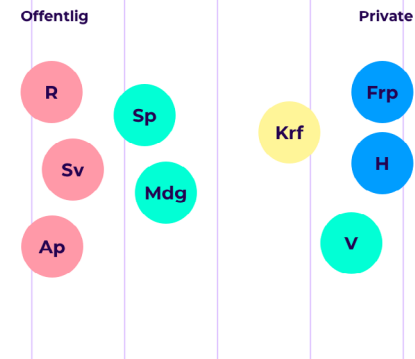 Offentlig Private
R
Frp
Sp
Krf
H
Sv
Mdg
V
Ap